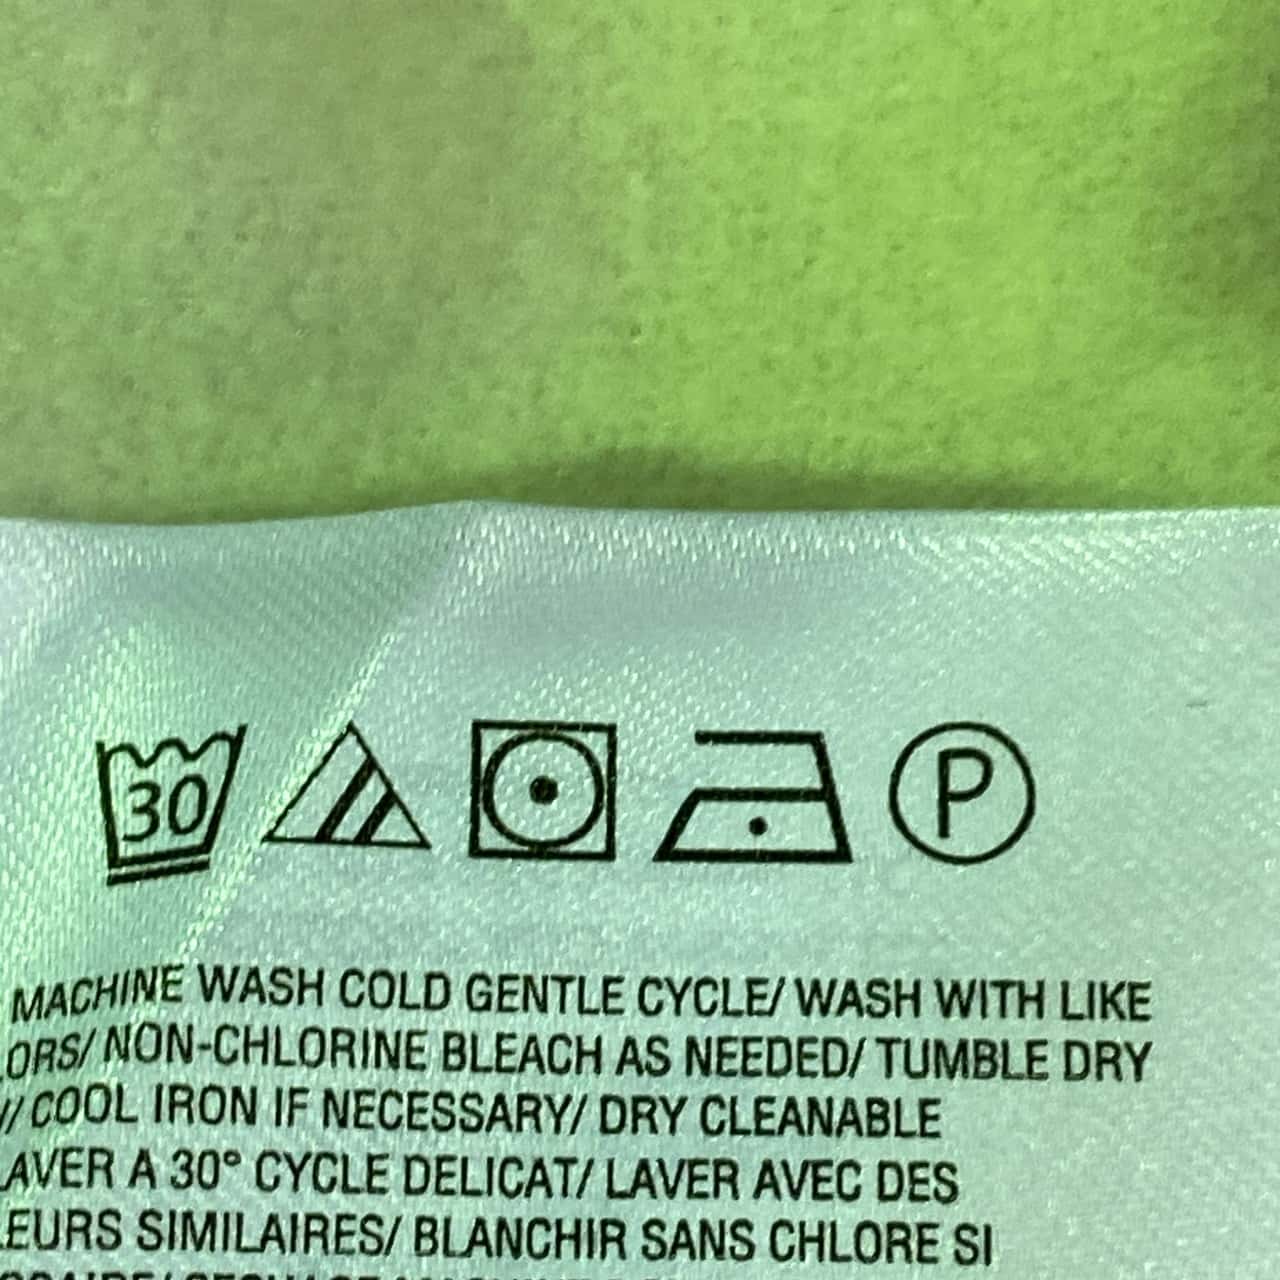 30
P
MACHINE WASH COLD GENTLE CYCLE/ WASH WITH LIKE
ORS/ NON-CHLORINE BLEACH AS NEEDED/ TUMBLE DRY
/ COOL IRON IF NECESSARY/ DRY CLEANABLE
AVER A 30° CYCLE DELICAT/ LAVER AVEC DES
EURS SIMILAIRES/ BLANCHIR SANS CHLORE SI